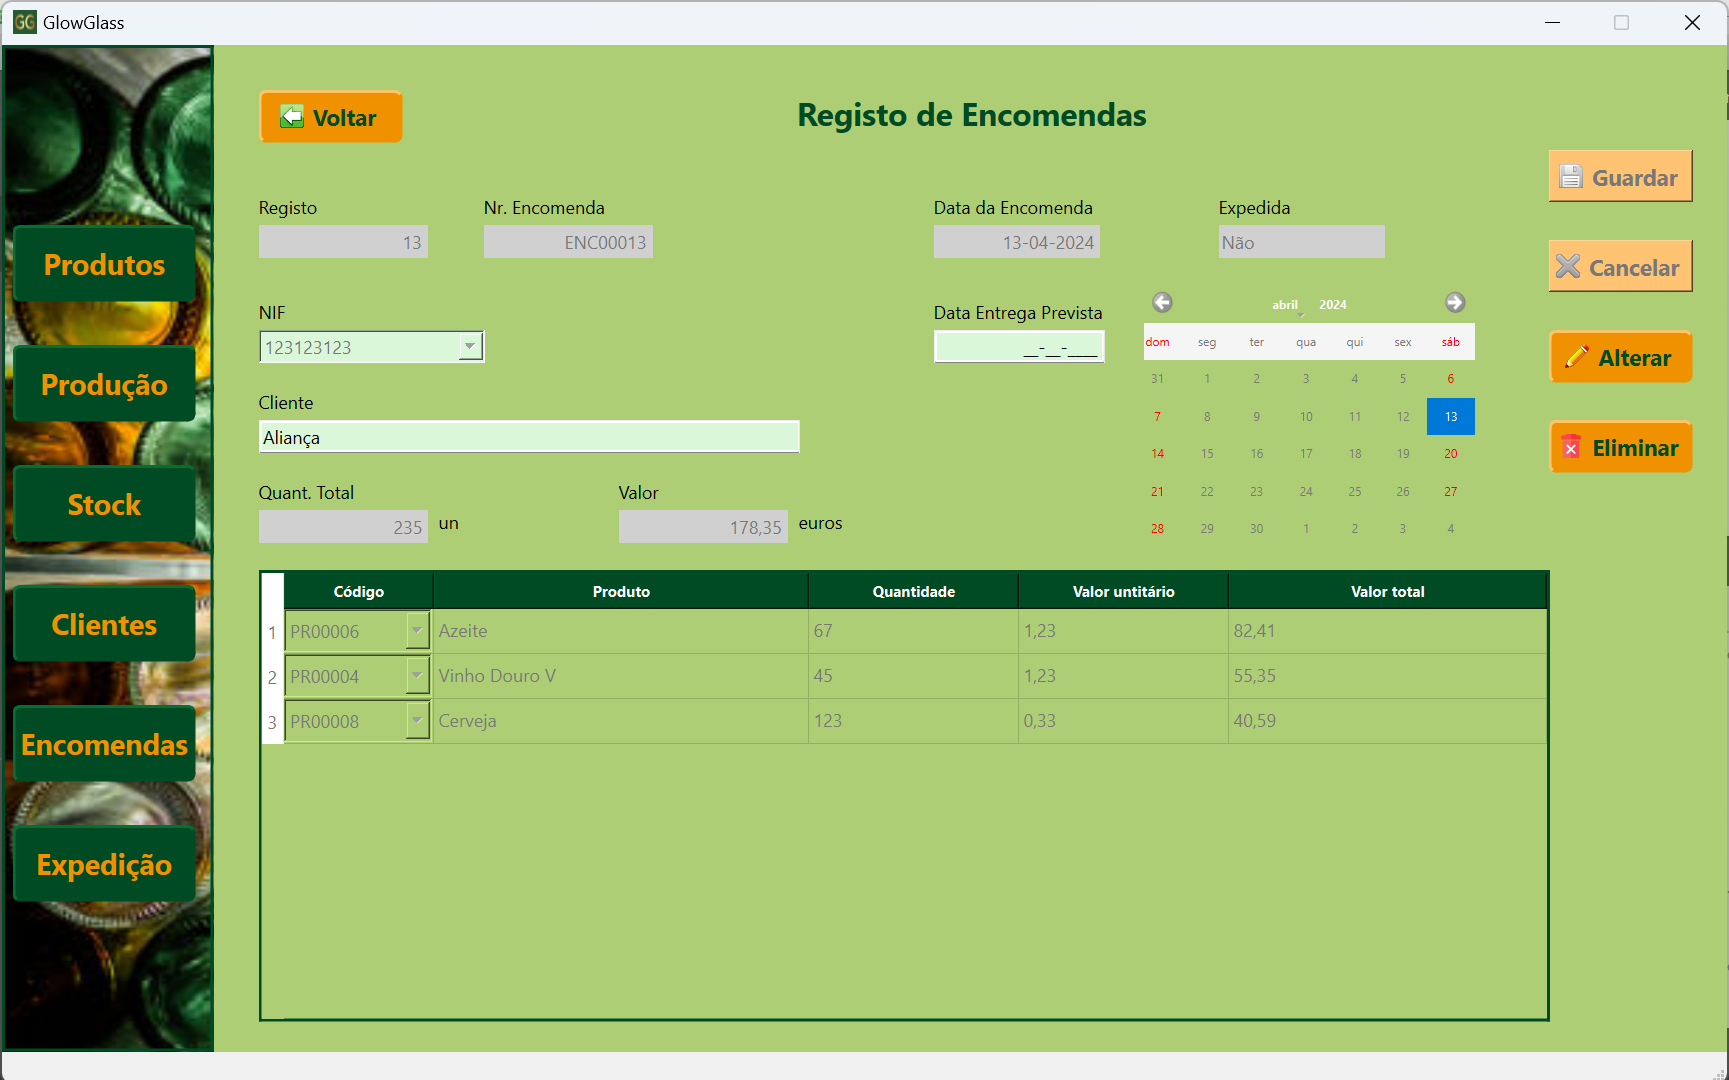 GG GlowGlass
Voltar
Registo de Encomendas
Guardar
Cancelar
Alterar
Eliminar
Produtos
Produção
Stock
Clientes
Encomendas
Expedição
Registo Nr. Encomenda Data da Encomenda Expedida
13 ENC00013 13-04-2024 Não
NIF Data Entrega Prevista
123123123 __-__-____
Cliente
Aliança
Quant. Total Valor
235 un 178,35 euros
abril 2024
dom seg ter qua qui sex sáb
31 1 2 3 4 5 6
7 8 9 10 11 12 13
14 15 16 17 18 19 20
21 22 23 24 25 26 27
28 29 30 1 2 3 4
Código Produto Quantidade Valor untitário Valor total
1 PR00006 Azeite 67 1,23 82,41
2 PR00004 Vinho Douro V 45 1,23 55,35
3 PR00008 Cerveja 123 0,33 40,59